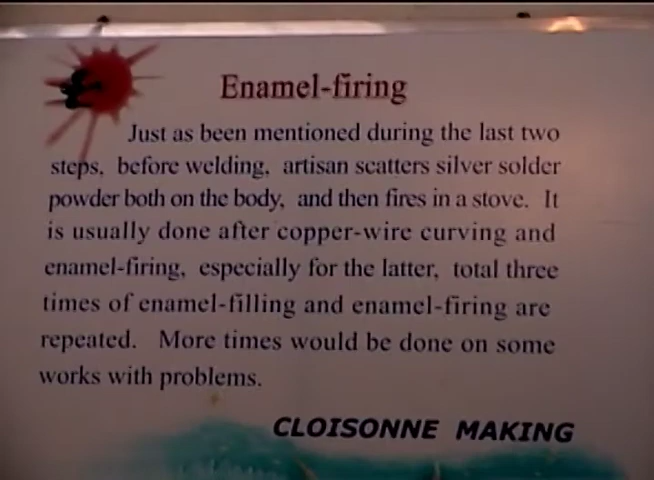 Enamel-firing
Just as been mentioned during the last two
steps, before welding, artisan scatters silver solder
powder both on the body, and then fires in a stove. It
is usually done after copper-wire curving and
enamel-firing, especially for the latter, total three
times of enamel-filling and enamel-firing are
repeated. More times would be done on some
works with problems.
CLOISONNE MAKING